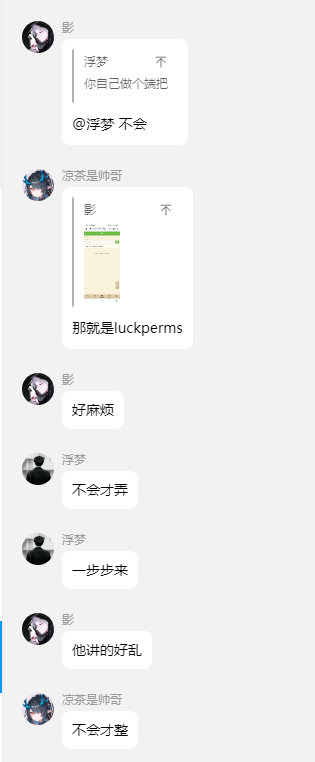 影
浮梦 不
你自己做个端把
@浮梦 不会
凉茶是帅哥
影 不
那就是luckperms
影
好麻烦
浮梦
不会才弄
浮梦
一步步来
影
他讲的好乱
凉茶是帅哥
不会才整